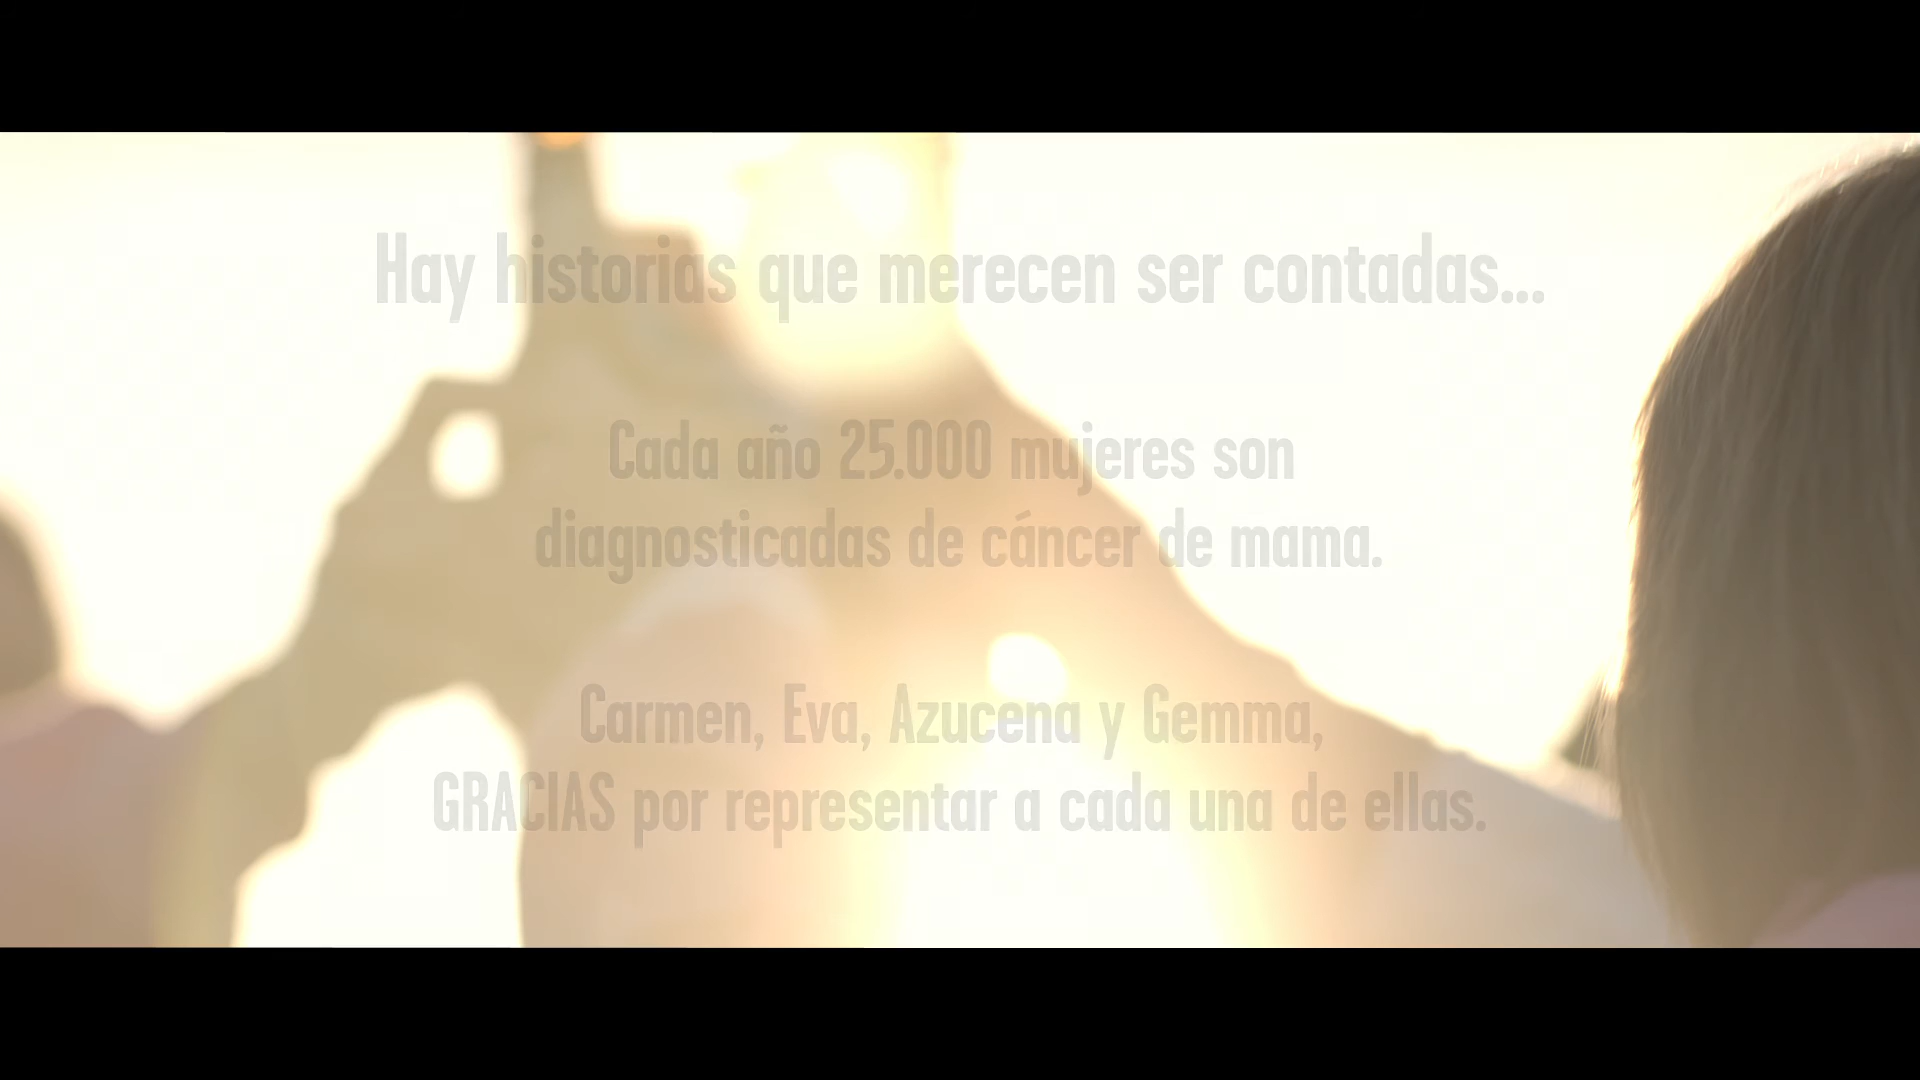 Hay historias que merecen ser contadas...
Cada año 25.000 mujeres son
diagnosticadas de cáncer de mama.
Carmen, Eva, Azucena y Gemma,
GRACIAS por representar a cada una de ellas.